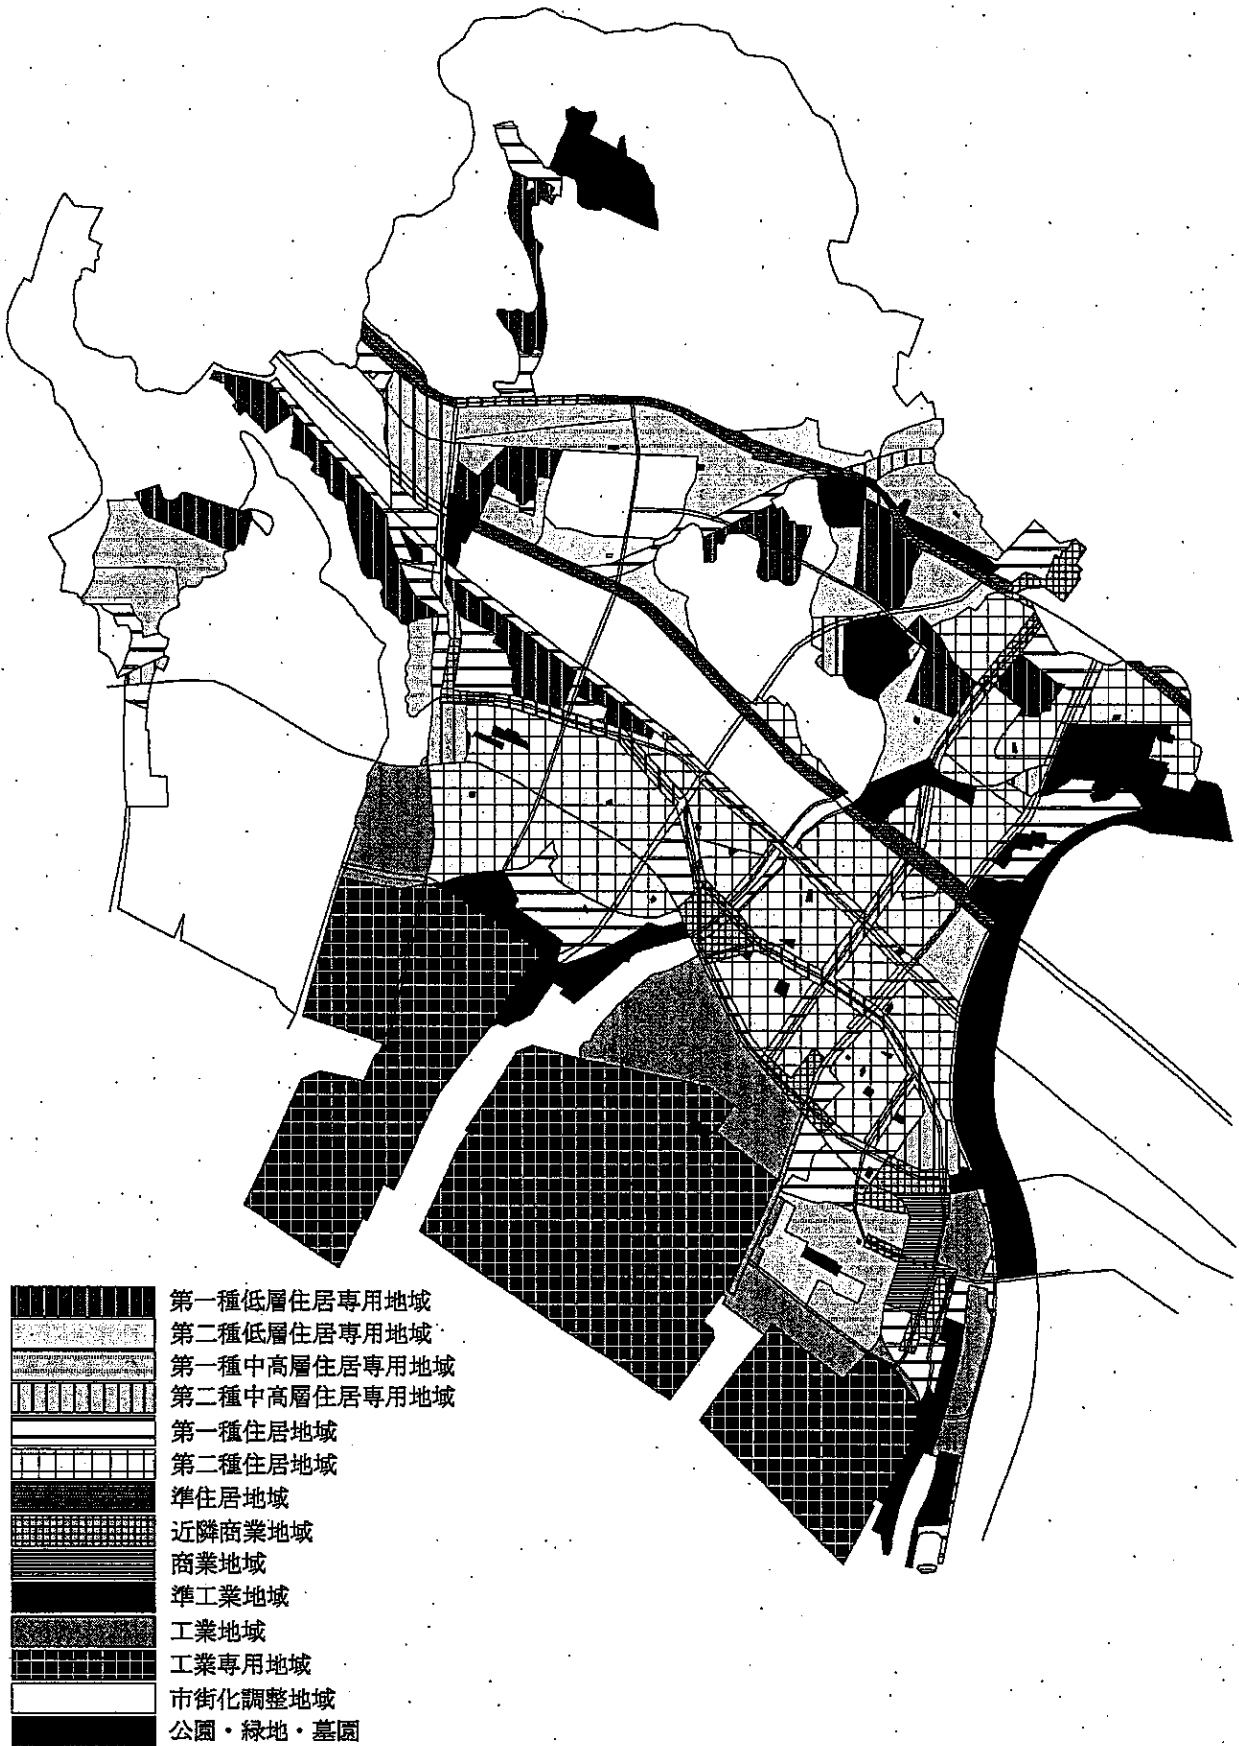 第一種低層住居専用地域
第二種低層住居専用地域
第一種中高層住居専用地域
第二種中高層住居専用地域
第一種住居地域
第二種住居地域
準住居地域
近隣商業地域
商業地域
準工業地域
工業地域
工業専用地域
市街化調整地域
公園・緑地・墓園